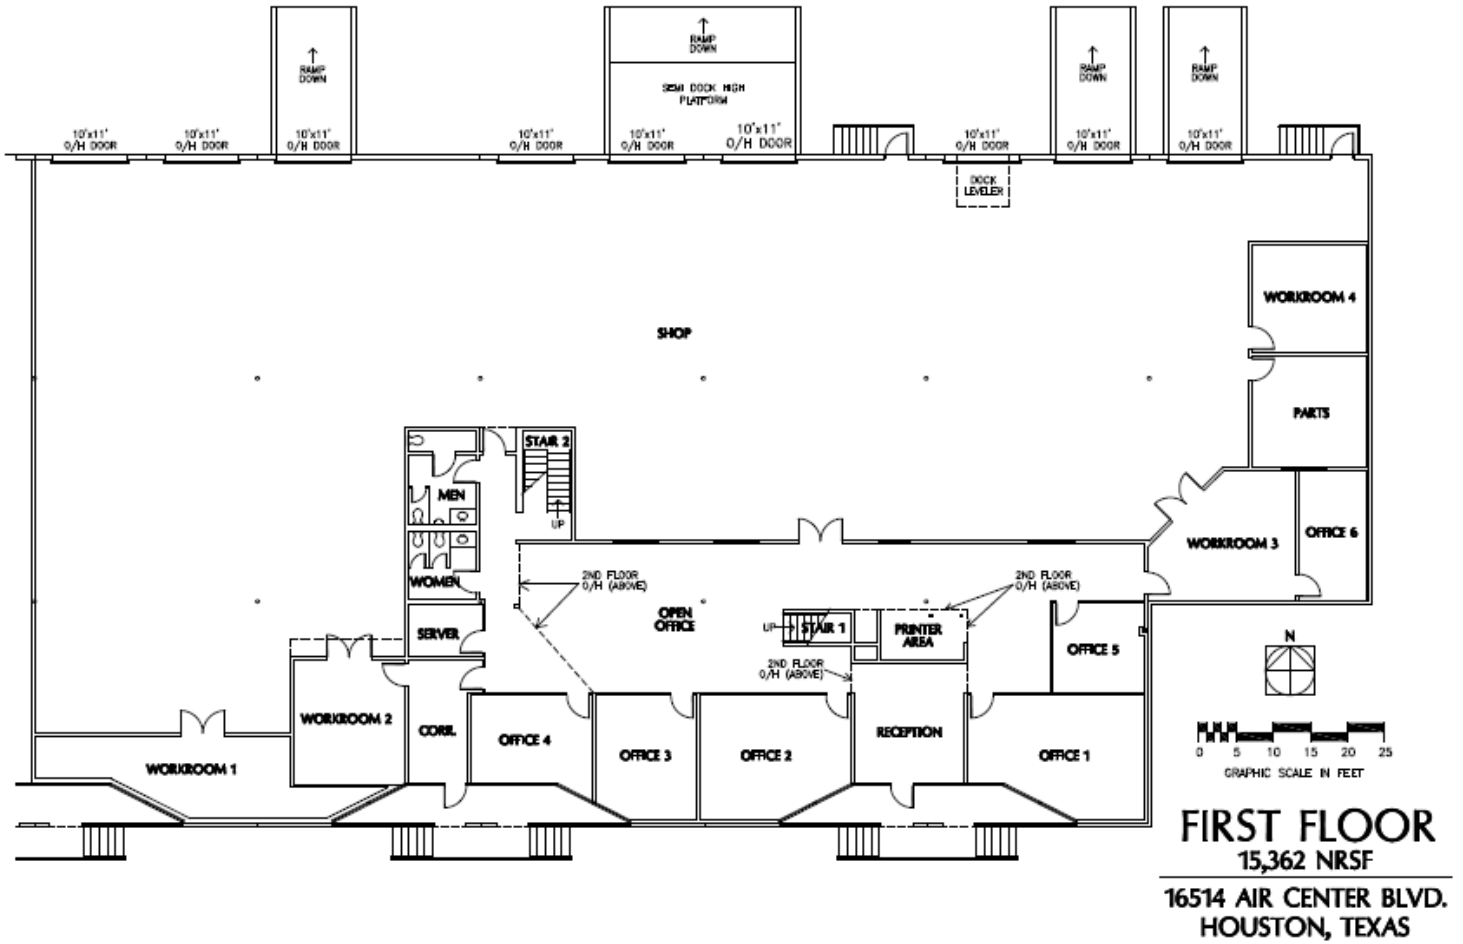 RAMP
DOWN
RAMP
DOWN
SEMI DOCK HIGH
PLATFORM
RAMP
DOWN
RAMP
DOWN
10'x11'
O/H DOOR
10'x11'
O/H DOOR
10'x11'
O/H DOOR
10'x11'
O/H DOOR
10'x11'
O/H DOOR
10'x11'
O/H DOOR
10'x11'
O/H DOOR
10'x11'
O/H DOOR
10'x11'
O/H DOOR
DOCK
LEVELER
WORKROOM 4
SHOP
PARTS
STAIR 2
MEN
UP
WOMEN
OFFICE 6
WORKROOM 3
2ND FLOOR
O/H (ABOVE)
2ND FLOOR
O/H (ABOVE)
OPEN
OFFICE
UP
STAIR 1
PRINTER
AREA
SERVER
OFFICE 5
2ND FLOOR
O/H (ABOVE)
WORKROOM 2
CORR.
OFFICE 4
OFFICE 3
OFFICE 2
RECEPTION
OFFICE 1
WORKROOM 1
N
0 5 10 15 20 25
GRAPHIC SCALE IN FEET
FIRST FLOOR
15,362 NRSF
16514 AIR CENTER BLVD.
HOUSTON, TEXAS